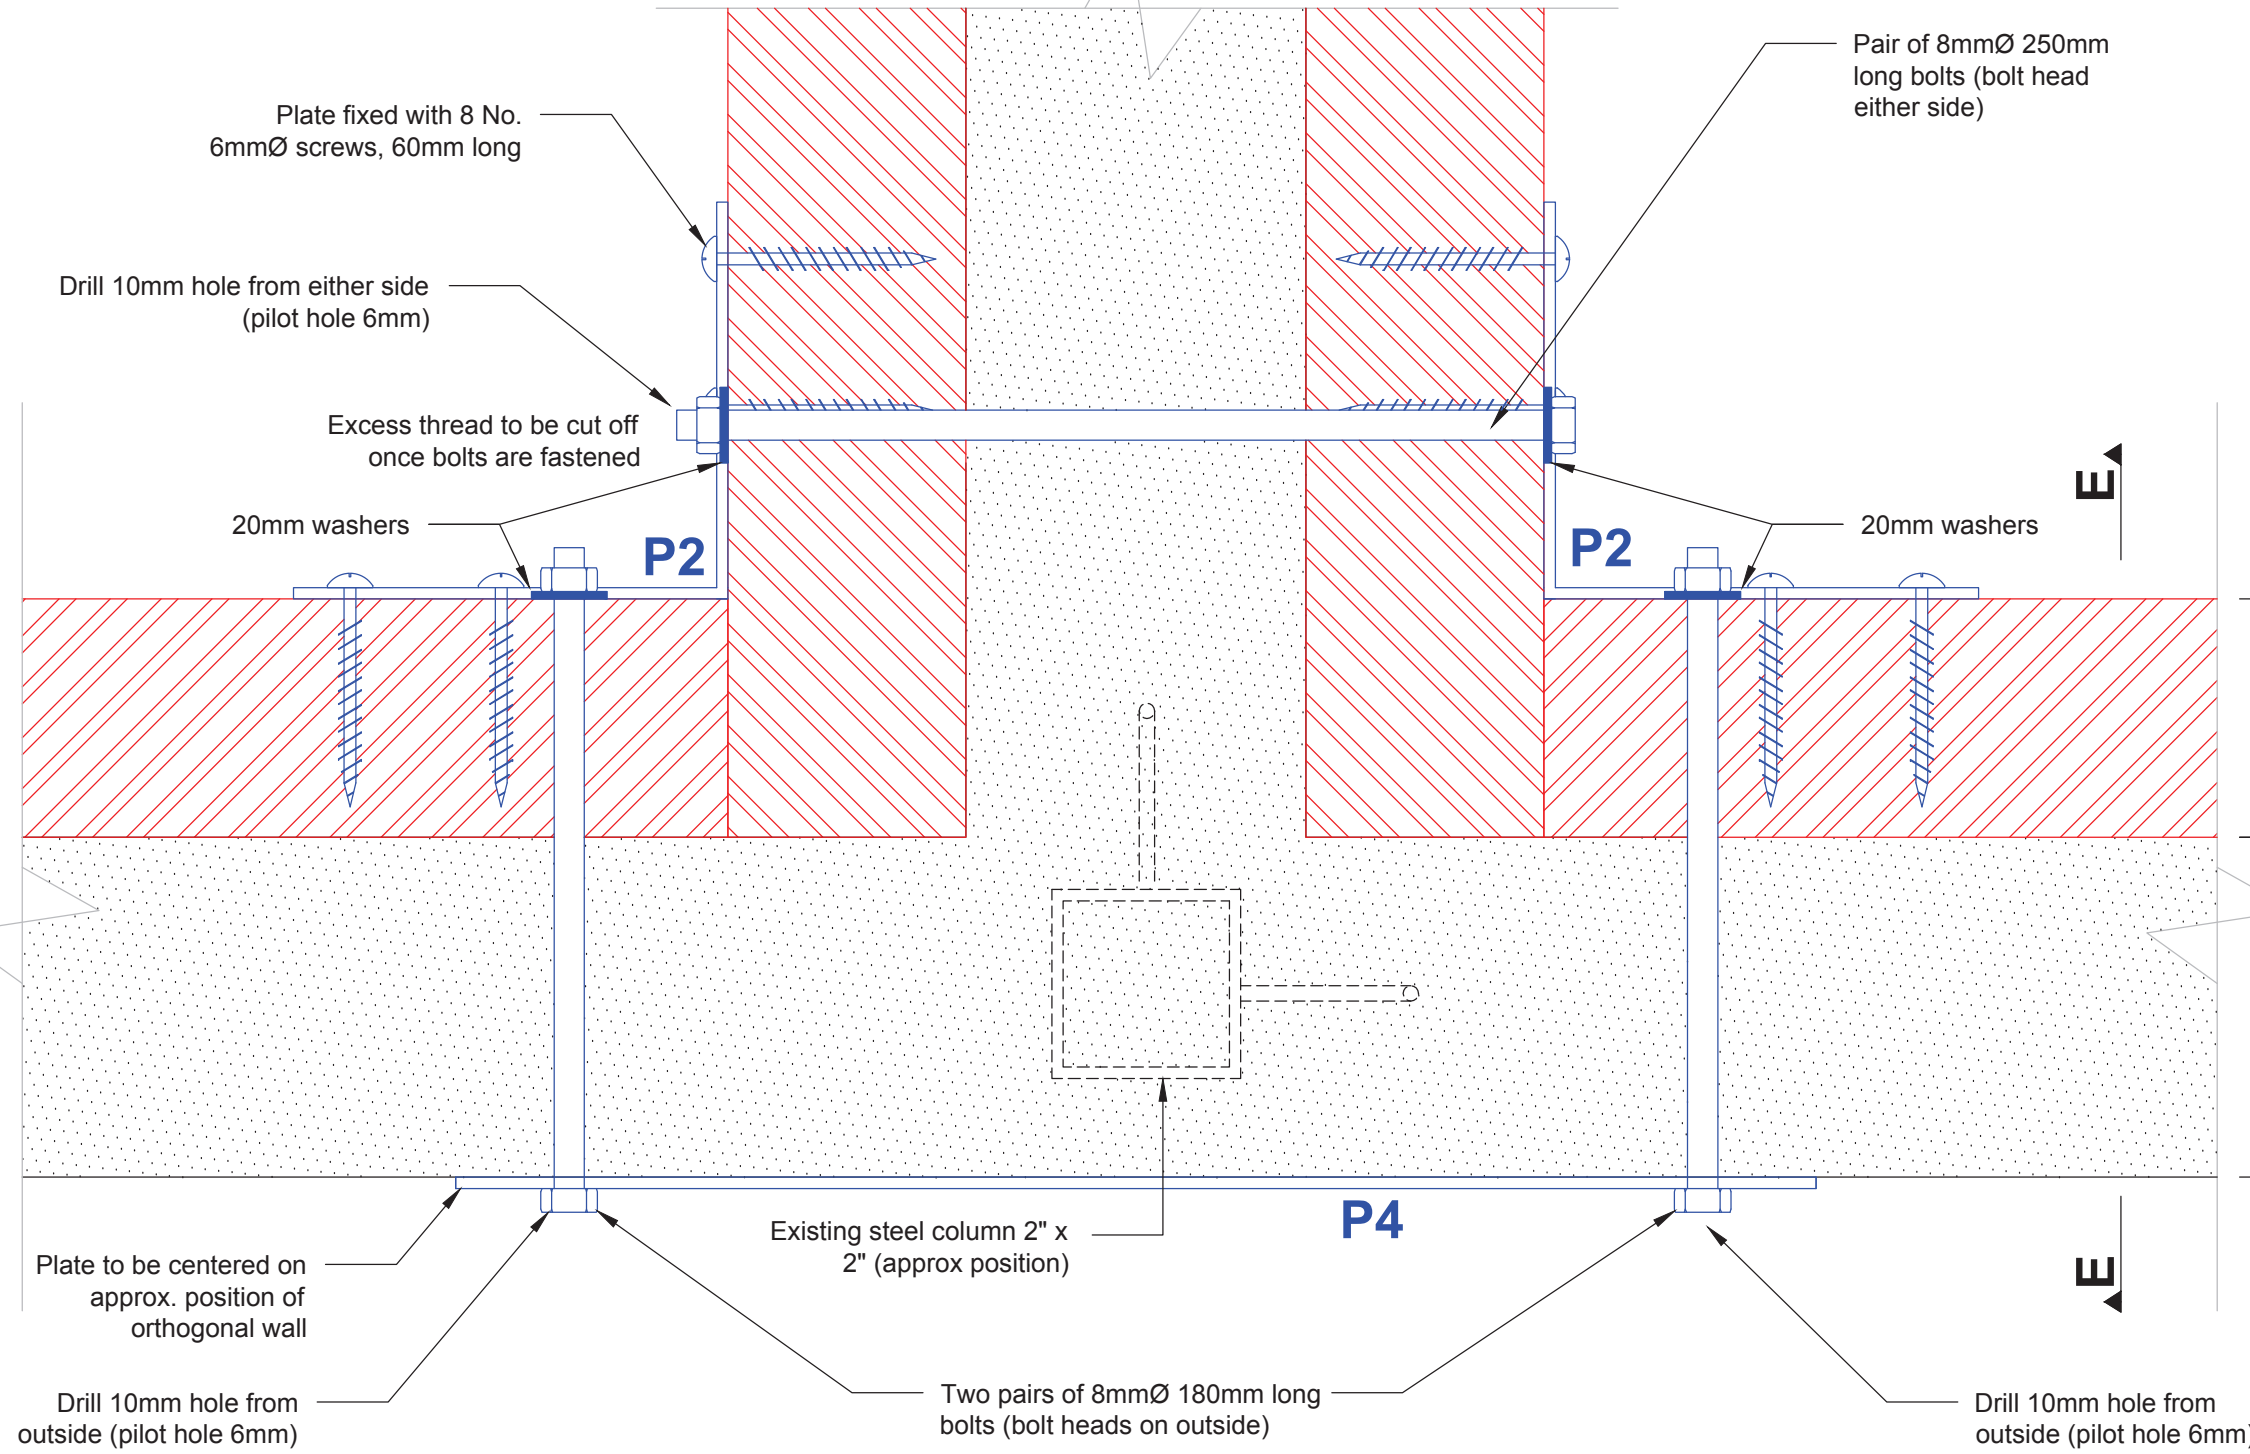 Pair of 8mmØ 250mm
long bolts (bolt head
either side)
Plate fixed with 8 No.
6mmØ screws, 60mm long
Drill 10mm hole from either side
(pilot hole 6mm)
Excess thread to be cut off
once bolts are fastened
20mm washers
P2
P2
20mm washers
E
P4
Existing steel column 2" x
2" (approx position)
Plate to be centered on
approx. position of
orthogonal wall
E
Drill 10mm hole from
outside (pilot hole 6mm)
Two pairs of 8mmØ 180mm long
bolts (bolt heads on outside)
Drill 10mm hole from
outside (pilot hole 6mm)